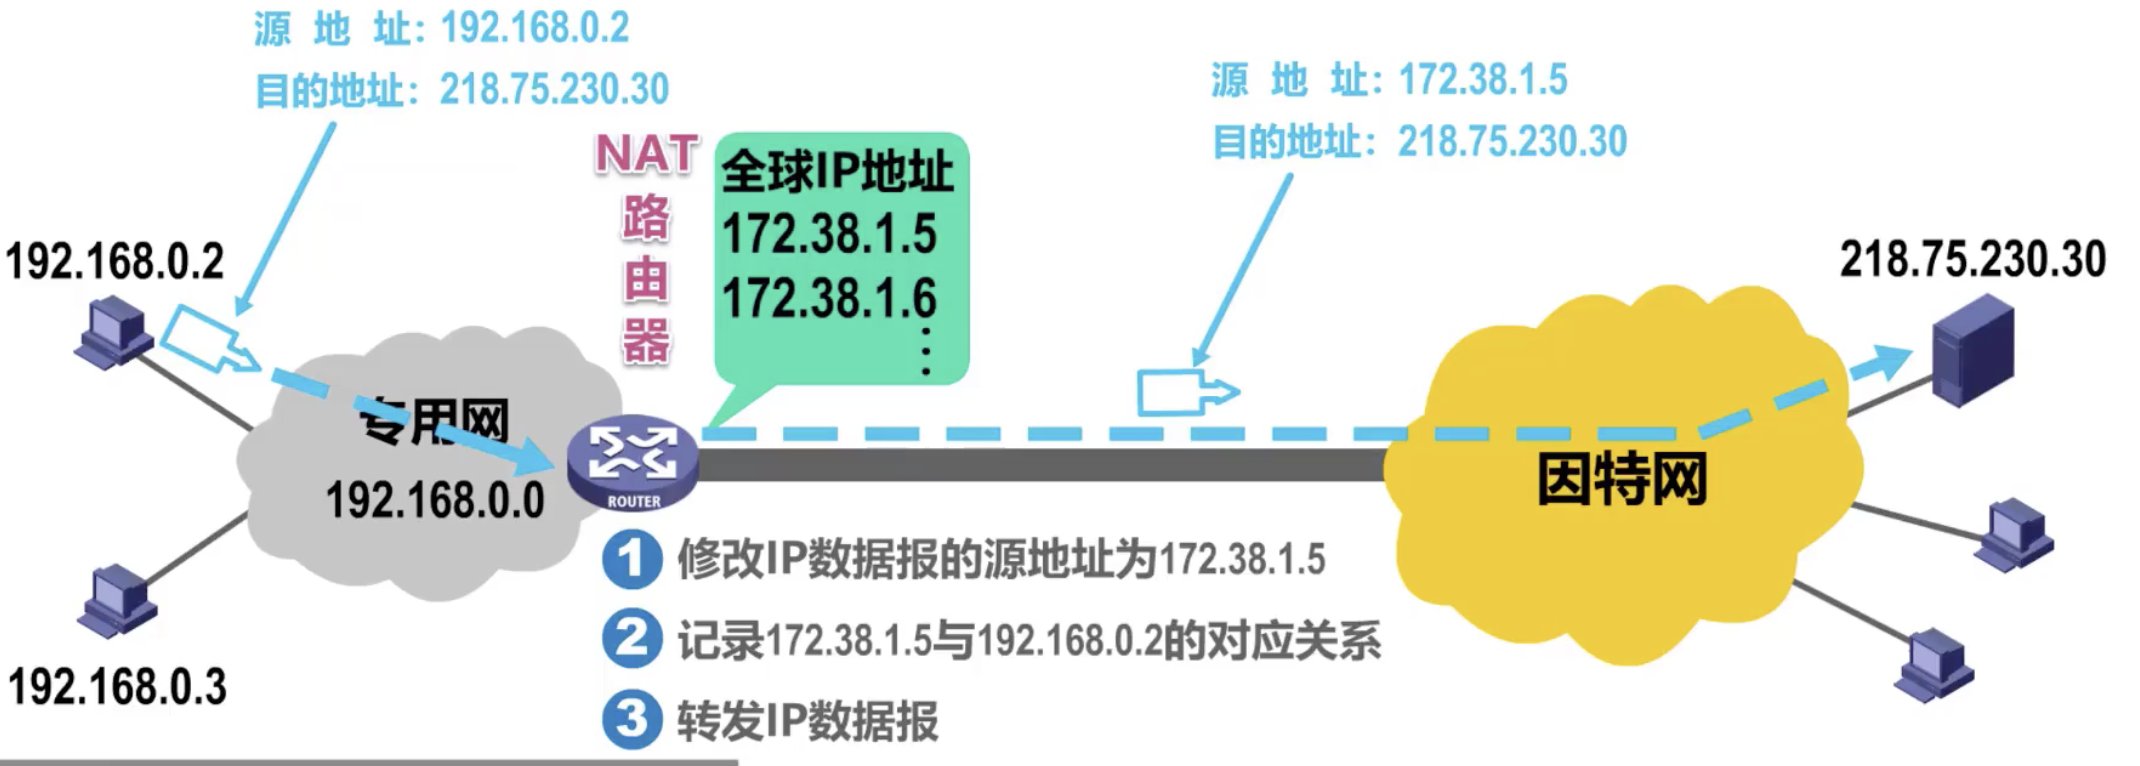 源 地 址：192.168.0.2
目的地址：218.75.230.30
源 地 址：172.38.1.5
目的地址：218.75.230.30
NAT
路
由
器
全球IP地址
172.38.1.5
172.38.1.6
⋮
192.168.0.2
218.75.230.30
专用网
192.168.0.0
ROUTER
因特网
192.168.0.3
1 修改IP数据报的源地址为172.38.1.5
2 记录172.38.1.5与192.168.0.2的对应关系
3 转发IP数据报